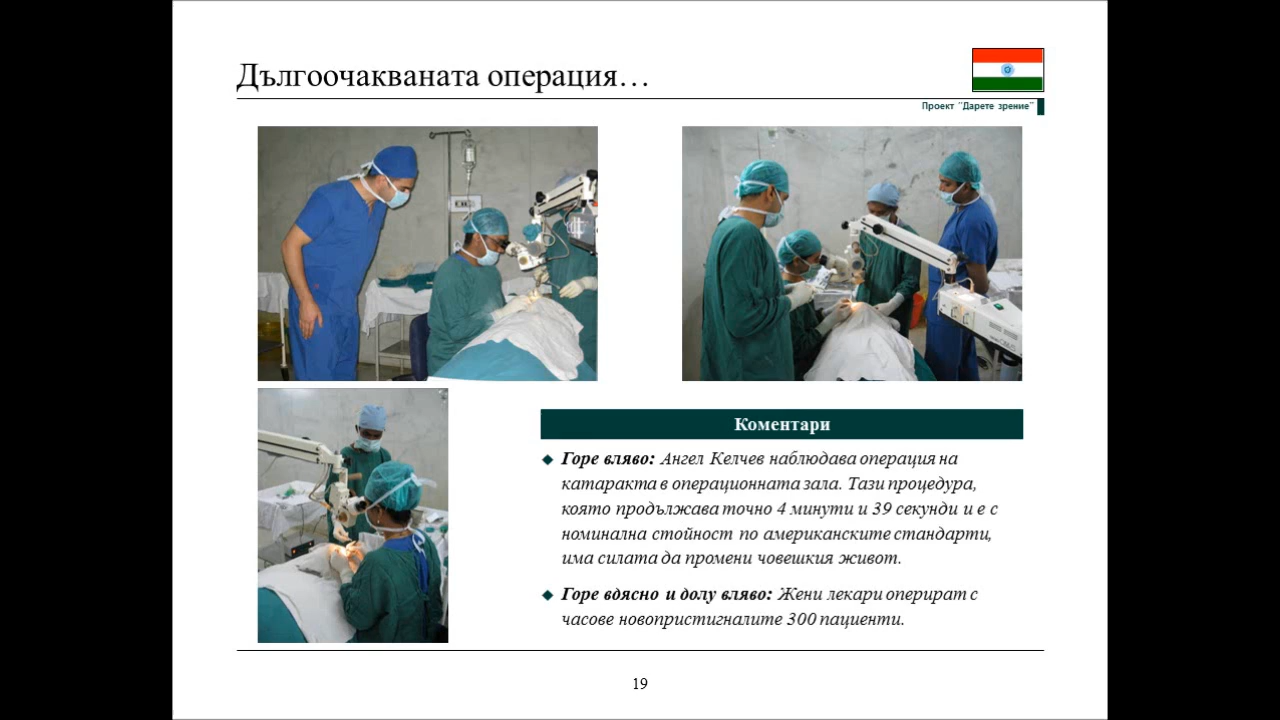 Дългоочакваната операция…
Проект "Дарете зрение"
Коментари
Горе вляво: Ангел Келчев наблюдава операция на
катаракта в операционната зала. Тази процедура,
която продължава точно 4 минути и 39 секунди и е с
номинална стойност по американските стандарти,
има силата да промени човешкия живот.
Горе вдясно и долу вляво: Жени лекари оперират с
часове новопристигналите 300 пациенти.
19